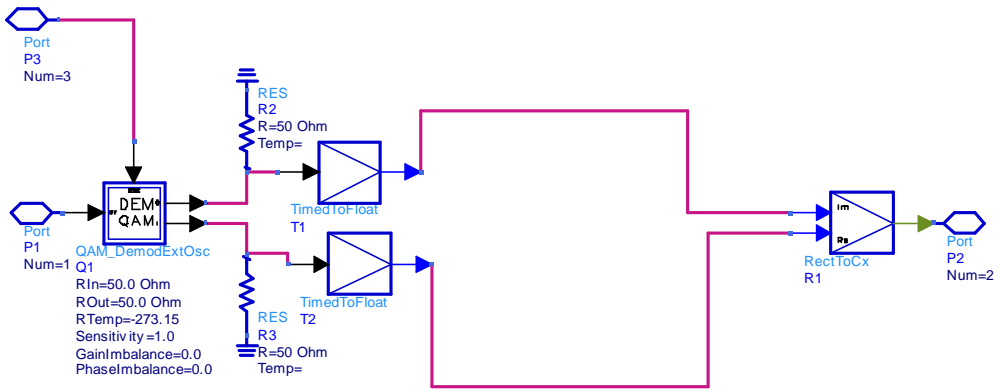 Port
P3
Num=3
RES
R2
R=50 Ohm
Temp=
DEM
QAM
TimedToFloat
T1
Port
P1
Num=1
QAM_DemodExtOsc
Q1
RIn=50.0 Ohm
ROut=50.0 Ohm
RTemp=-273.15
Sensitivity=1.0
GainImbalance=0.0
PhaseImbalance=0.0
TimedToFloat
T2
RES
R3
R=50 Ohm
Temp=
Im
Re
RectToCx
R1
Port
P2
Num=2